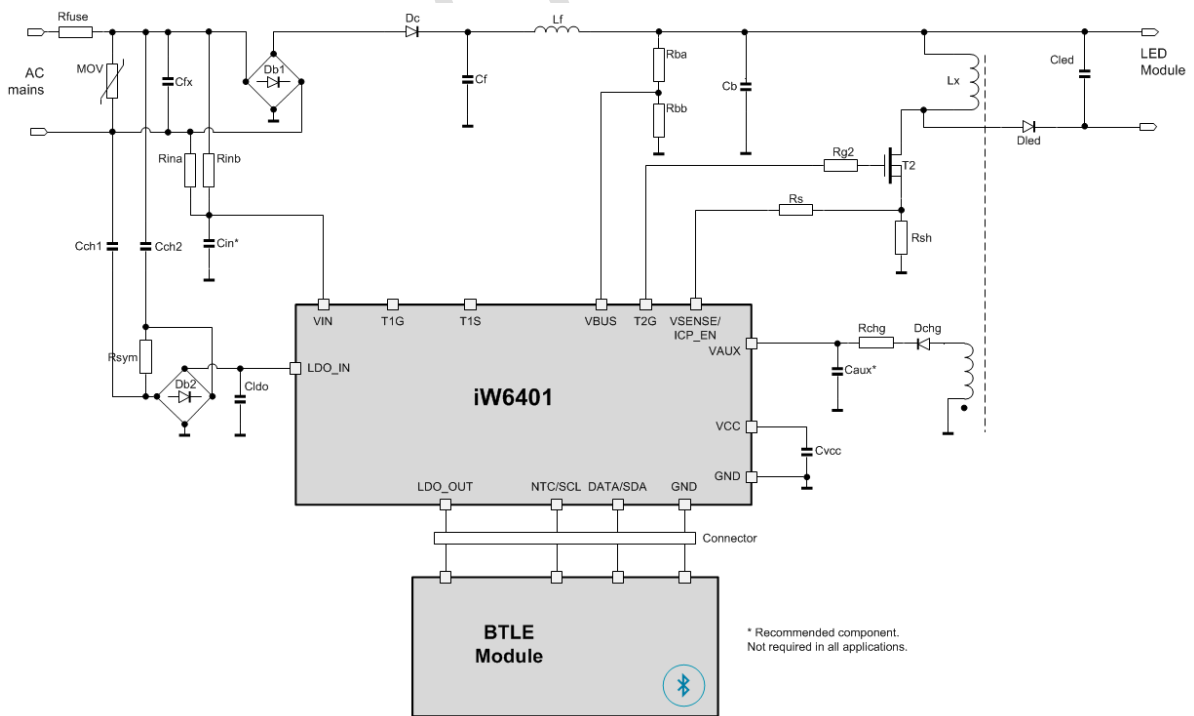 Rfuse
Dc
Lf
AC
mains
MOV
Cfx
Db1
Cf
Rba
Rbb
Cb
Lx
Cled
LED
Module
Dled
Rina
Rinb
Rg2
T2
Rs
Rsh
Cch1
Cch2
Cin*
VIN
T1G
T1S
VBUS
T2G
VSENSE/
ICP_EN
VAUX
Rchg
Dchg
Caux*
Rsym
Db2
Cldo
LDO_IN
iW6401
VCC
Cvcc
GND
LDO_OUT
NTC/SCL
DATA/SDA
GND
Connector
BTLE
Module
* Recommended component.
Not required in all applications.